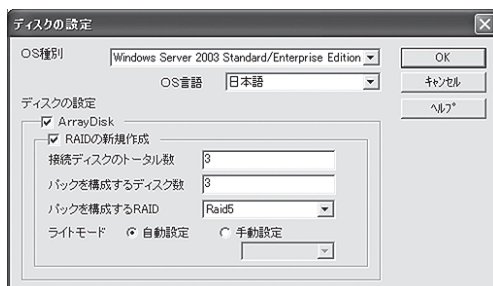 ディスクの設定
OS種別 Windows Server 2003 Standard/Enterprise Edition OK
OS言語 日本語 キャンセル
ディスクの設定 ヘルプ
ArrayDisk
RAIDの新規作成
接続ディスクのトータル数 3
パックを構成するディスク数 3
パックを構成するRAID Raid5
ライトモード 自動設定 手動設定